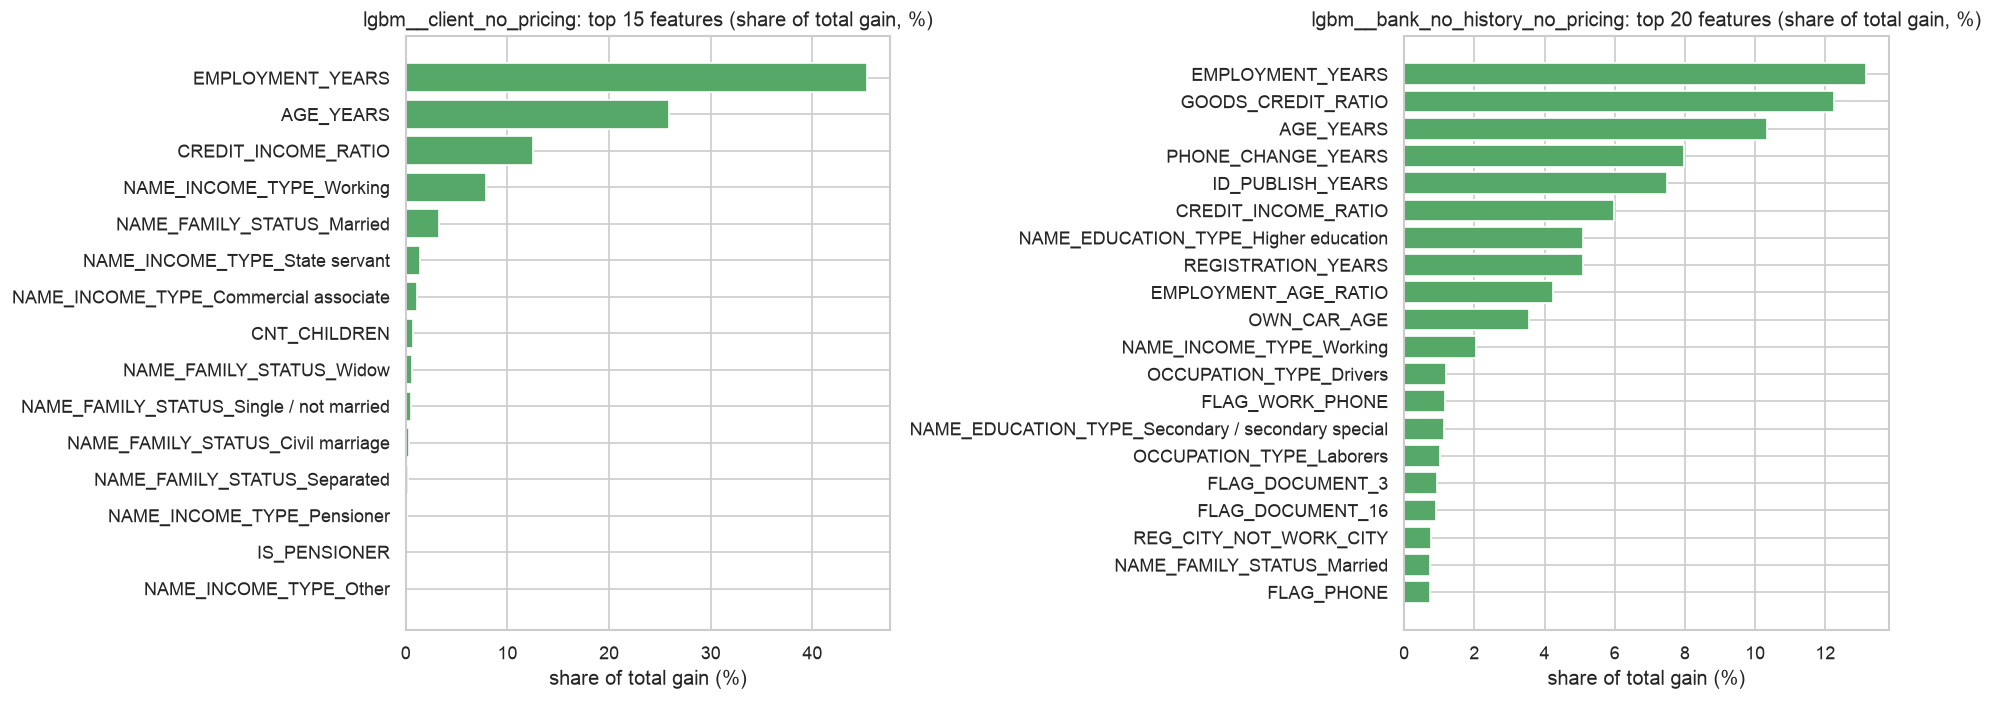 lgbm__client_no_pricing: top 15 features (share of total gain, %)
EMPLOYMENT_YEARS
AGE_YEARS
CREDIT_INCOME_RATIO
NAME_INCOME_TYPE_Working
NAME_FAMILY_STATUS_Married
NAME_INCOME_TYPE_State servant
NAME_INCOME_TYPE_Commercial associate
CNT_CHILDREN
NAME_FAMILY_STATUS_Widow
NAME_FAMILY_STATUS_Single / not married
NAME_FAMILY_STATUS_Civil marriage
NAME_FAMILY_STATUS_Separated
NAME_INCOME_TYPE_Pensioner
IS_PENSIONER
NAME_INCOME_TYPE_Other
0 10 20 30 40
share of total gain (%)
lgbm__bank_no_history_no_pricing: top 20 features (share of total gain, %)
EMPLOYMENT_YEARS
GOODS_CREDIT_RATIO
AGE_YEARS
PHONE_CHANGE_YEARS
ID_PUBLISH_YEARS
CREDIT_INCOME_RATIO
NAME_EDUCATION_TYPE_Higher education
REGISTRATION_YEARS
EMPLOYMENT_AGE_RATIO
OWN_CAR_AGE
NAME_INCOME_TYPE_Working
OCCUPATION_TYPE_Drivers
FLAG_WORK_PHONE
NAME_EDUCATION_TYPE_Secondary / secondary special
OCCUPATION_TYPE_Laborers
FLAG_DOCUMENT_3
FLAG_DOCUMENT_16
REG_CITY_NOT_WORK_CITY
NAME_FAMILY_STATUS_Married
FLAG_PHONE
0 2 4 6 8 10 12
share of total gain (%)